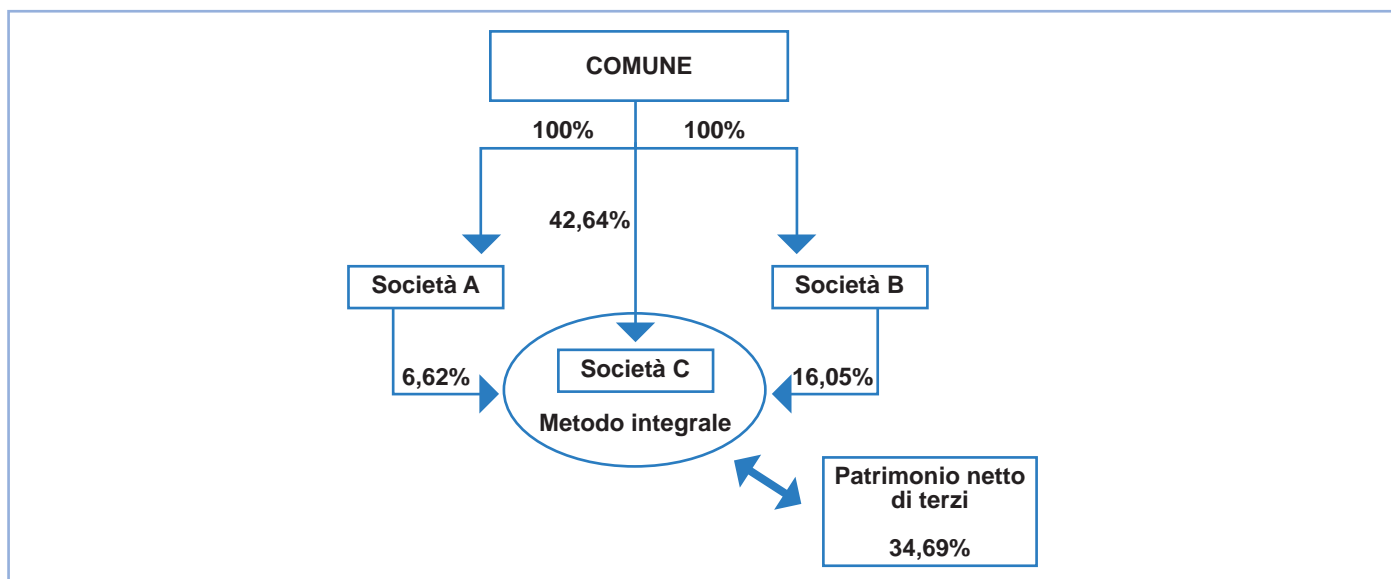 COMUNE
100%
100%
42,64%
Società A
Società B
Società C
6,62%
16,05%
Metodo integrale
Patrimonio netto
di terzi
34,69%